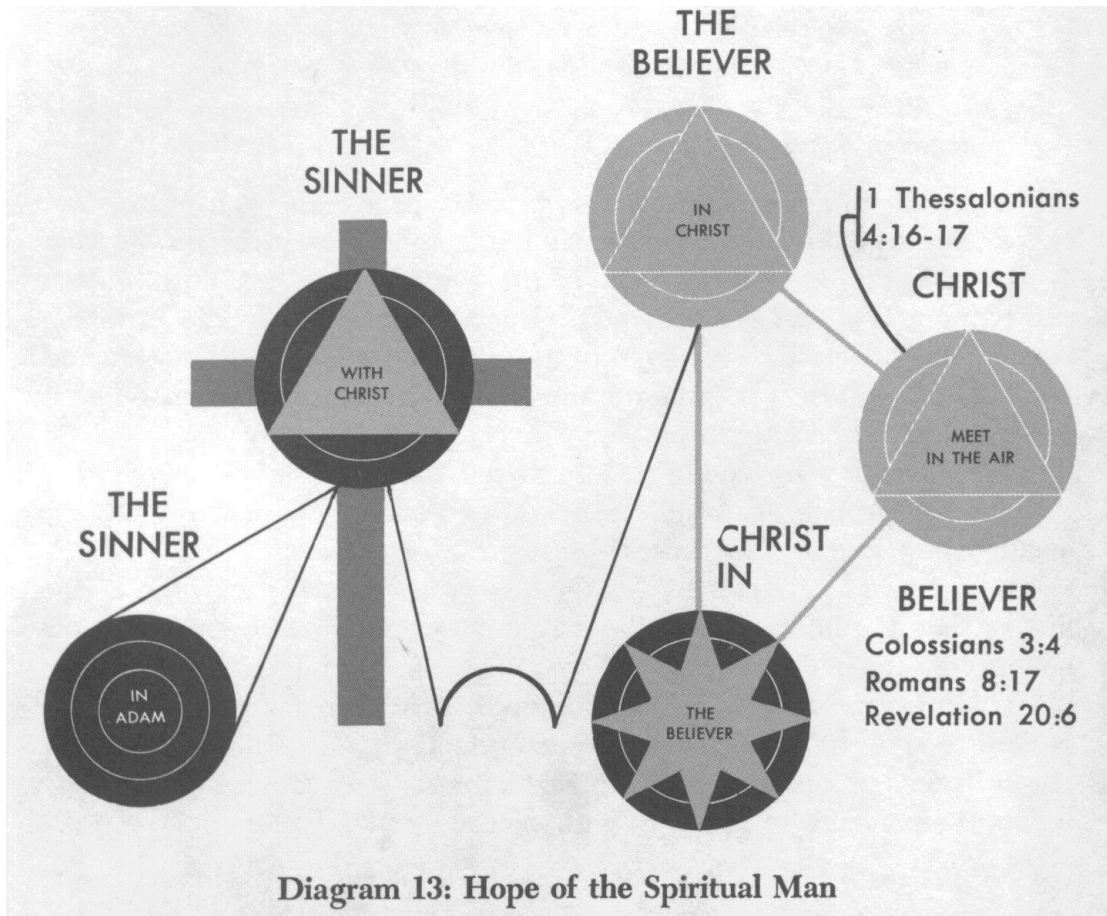 THE
BELIEVER
THE
SINNER
IN
CHRIST
1 Thessalonians
4:16-17
CHRIST
WITH
CHRIST
MEET
IN THE AIR
THE
SINNER
CHRIST
IN
BELIEVER
Colossians 3:4
Romans 8:17
Revelation 20:6
IN
ADAM
THE
BELIEVER
Diagram 13: Hope of the Spiritual Man